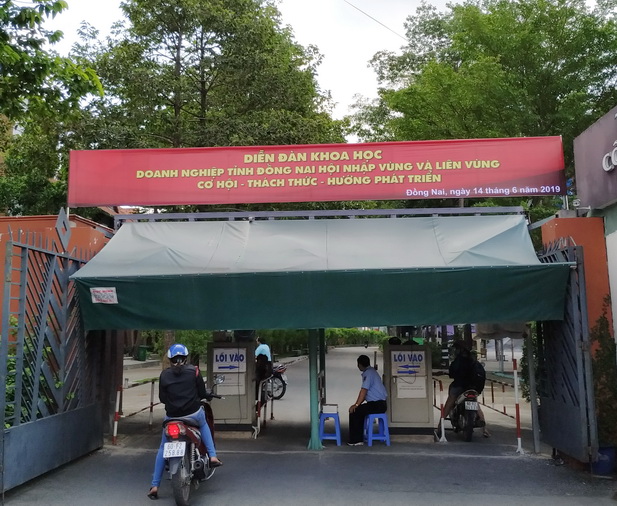 DIỄN ĐÀN KHOA HỌC
DOANH NGHIỆP TỈNH ĐỒNG NAI HỘI NHẬP VÙNG VÀ LIÊN VÙNG
CƠ HỘI - THÁCH THỨC - HƯỚNG PHÁT TRIỂN
Đồng Nai, ngày 14 tháng 6 năm 2019
LỐI VÀO
LỐI VÀO